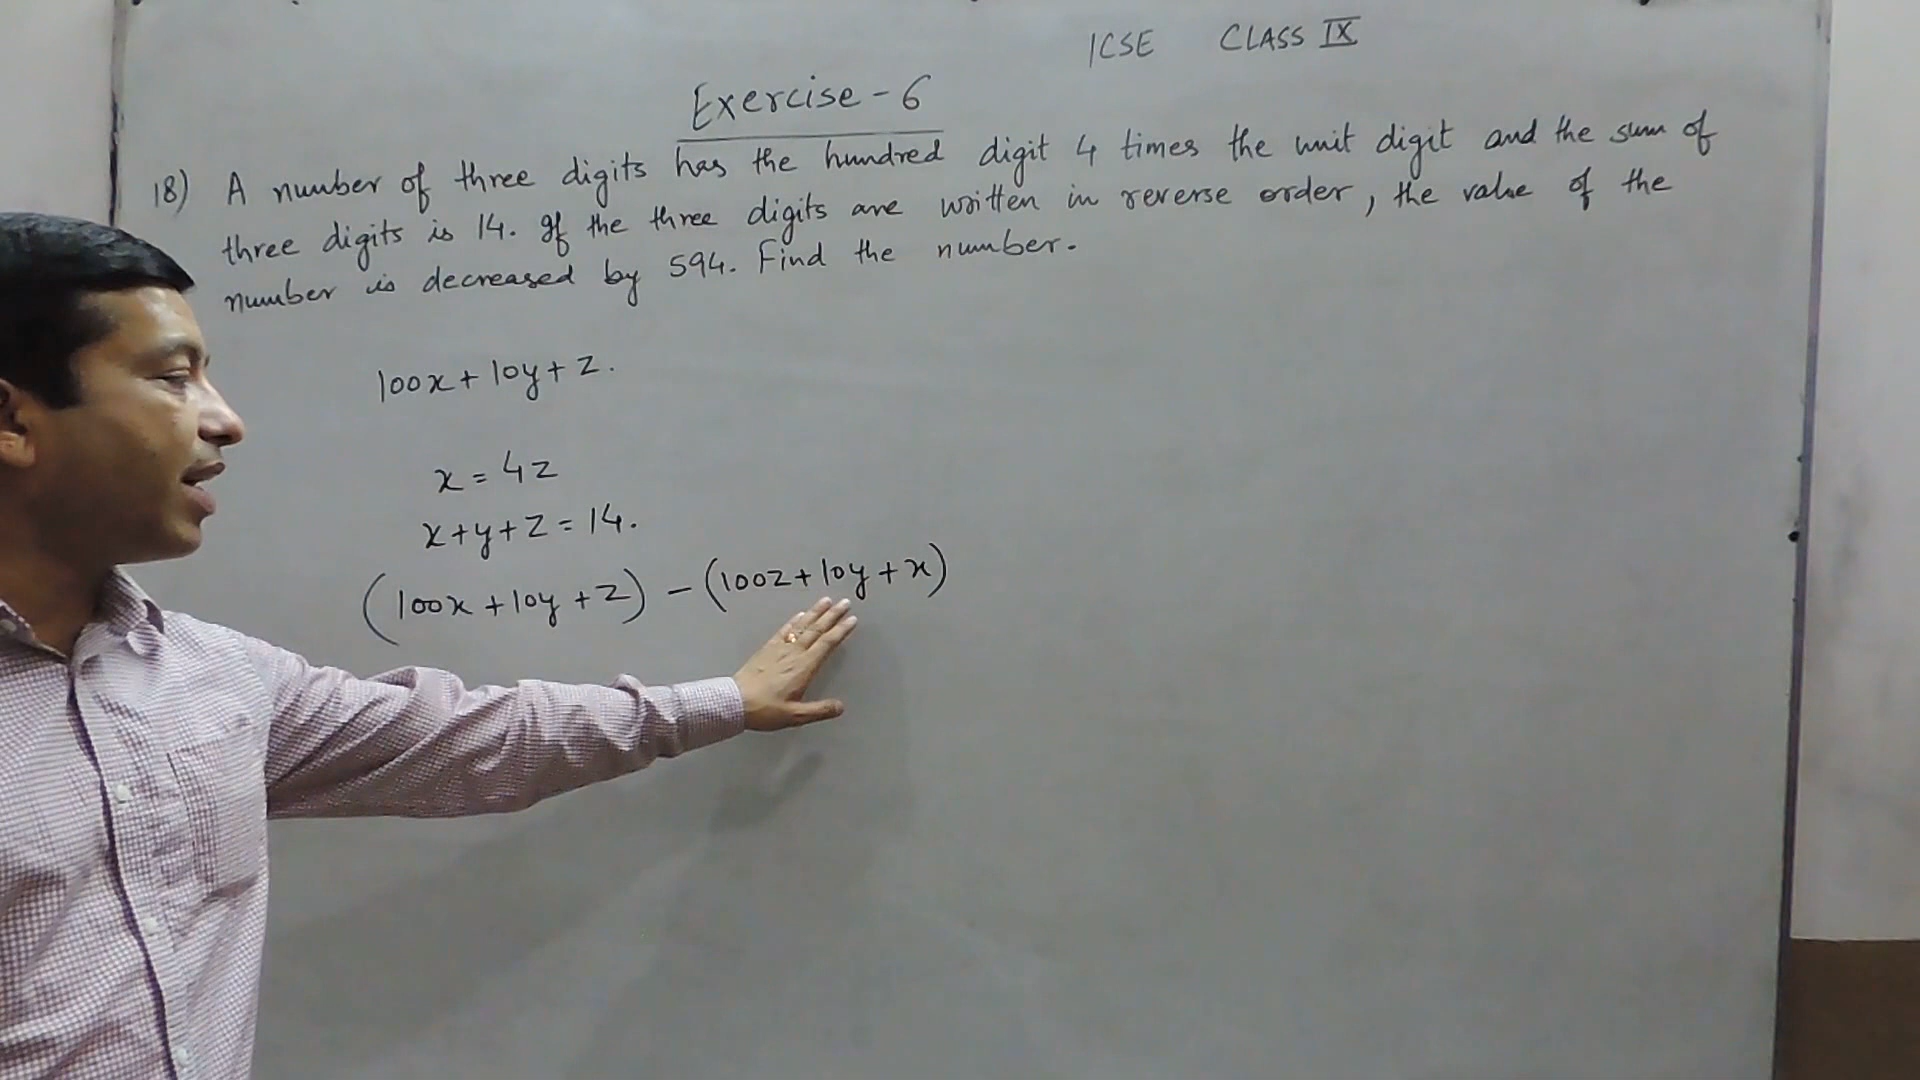 ICSE CLASS IX
Exercise - 6
18) A number of three digits has the hundred digit 4 times the unit digit and the sum of
three digits is 14. If the three digits are written in reverse order, the value of the
number is decreased by 594. Find the number.
100x + 10y + z.
x = 4z
x + y + z = 14.
(100x + 10y + z) - (100z + 10y + x)